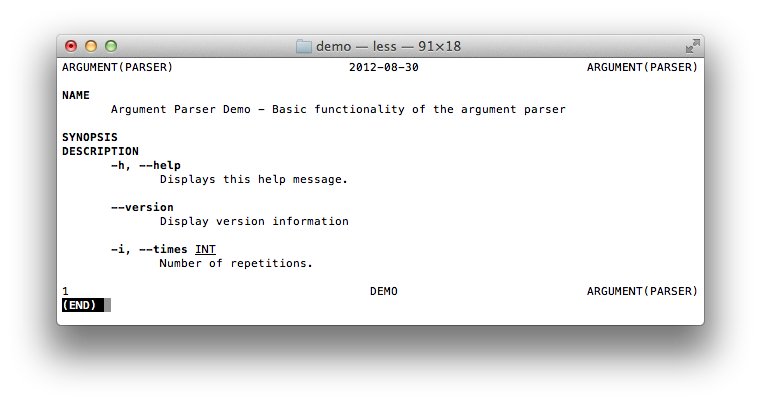 demo — less — 91×18
ARGUMENT(PARSER) 2012-08-30 ARGUMENT(PARSER)
NAME
Argument Parser Demo - Basic functionality of the argument parser
SYNOPSIS
DESCRIPTION
-h, --help
Displays this help message.
--version
Display version information
-i, --times INT
Number of repetitions.
1 DEMO ARGUMENT(PARSER)
(END)